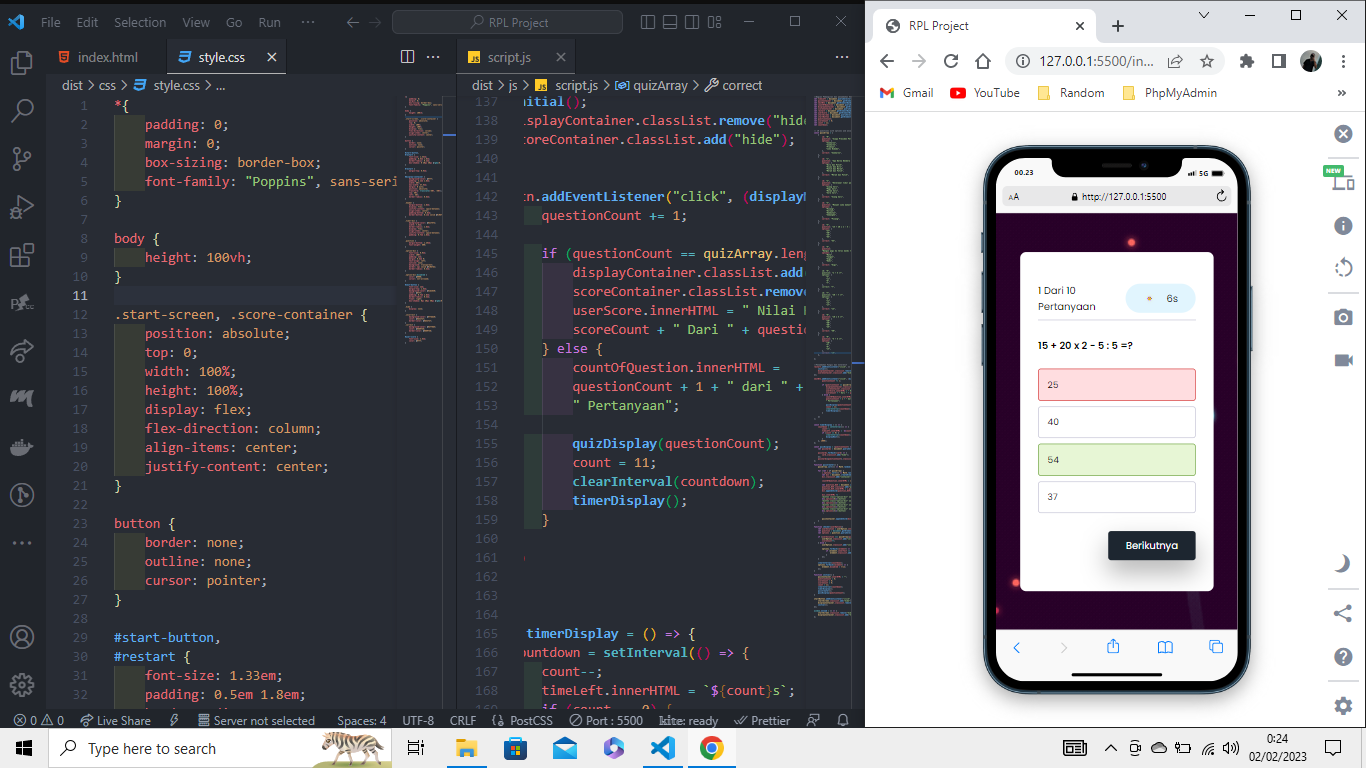 File Edit Selection View Go Run ··· RPL Project
index.html style.css script.js
dist > css > style.css > ...
dist > js > script.js > quizArray > correct
1 *{
2 padding: 0;
3 margin: 0;
4 box-sizing: border-box;
5 font-family: "Poppins", sans-seri
6 }
7
8 body {
9 height: 100vh;
10 }
11
12 .start-screen, .score-container {
13 position: absolute;
14 top: 0;
15 width: 100%;
16 height: 100%;
17 display: flex;
18 flex-direction: column;
19 align-items: center;
20 justify-content: center;
21 }
22
23 button {
24 border: none;
25 outline: none;
26 cursor: pointer;
27 }
28
29 #start-button,
30 #restart {
31 font-size: 1.33em;
32 padding: 0.5em 1.8em;
137 nitial();
138 isplayContainer.classList.remove("hide
139 coreContainer.classList.add("hide");
140
141
142 tn.addEventListener("click", (displayN
143 questionCount += 1;
144
145 if (questionCount == quizArray.leng
146 displayContainer.classList.add
147 scoreContainer.classList.remove
148 userScore.innerHTML = " Nilai
149 scoreCount + " Dari " + questio
150 } else {
151 countOfQuestion.innerHTML =
152 questionCount + 1 + " dari " +
153 " Pertanyaan";
154
155 quizDisplay(questionCount);
156 count = 11;
157 clearInterval(countdown);
158 timerDisplay();
159 }
160
161 )
162
163
164
165 timerDisplay = () => {
166 ountdown = setInterval(() => {
167 count--;
168 timeLeft.innerHTML = `${count}s`;
0 0 Live Share Server not selected Spaces: 4 UTF-8 CRLF {} PostCSS Port : 5500 kite: ready Prettier
RPL Project
127.0.0.1:5500/in...
Gmail YouTube Random PhpMyAdmin »
NEW
00.23 5G
AA http://127.0.0.1:5500
1 Dari 10
Pertanyaan
6s
15 + 20 x 2 - 5 : 5 =?
25
40
54
37
Berikutnya
Type here to search
0:24
02/02/2023